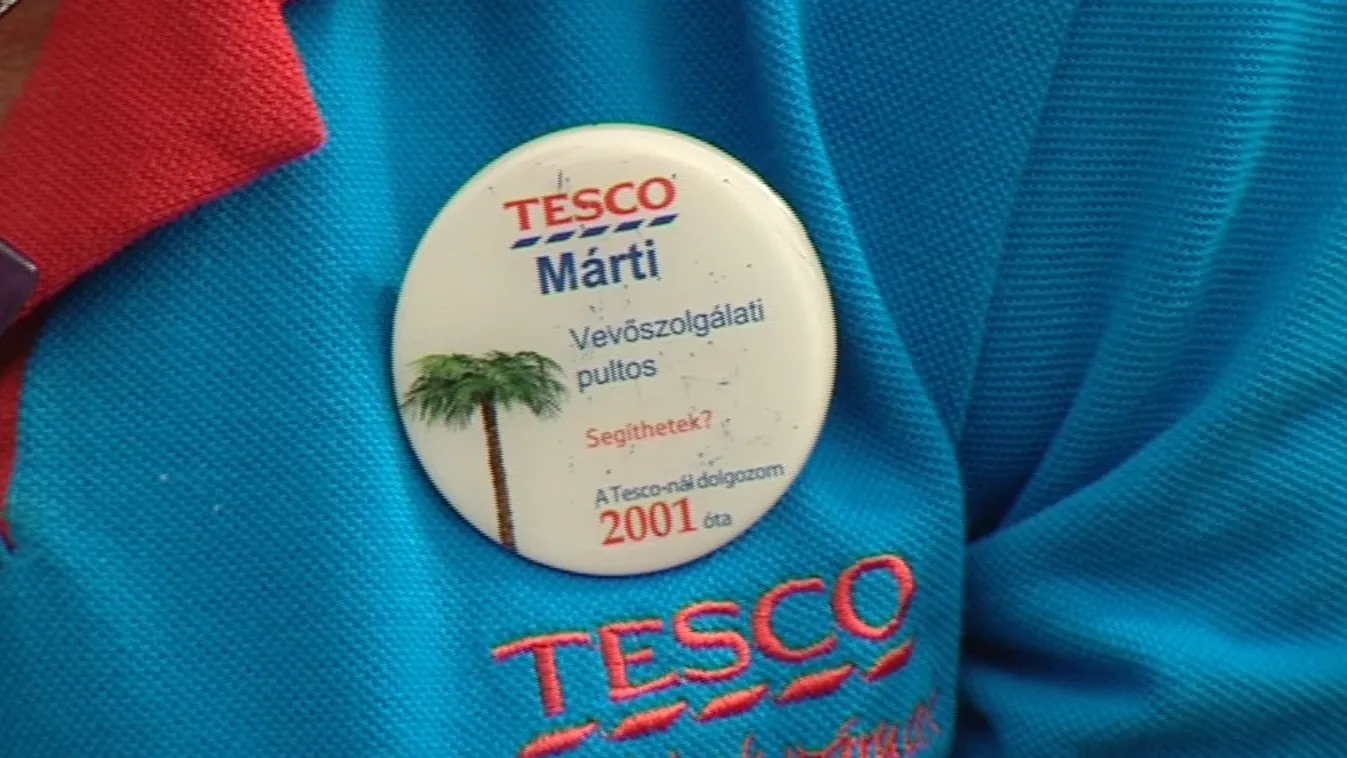 TESCO
Márti
Vevőszolgálati
pultos
Segíthetek?
A Tesco-nál dolgozom
2001 óta
TESCO